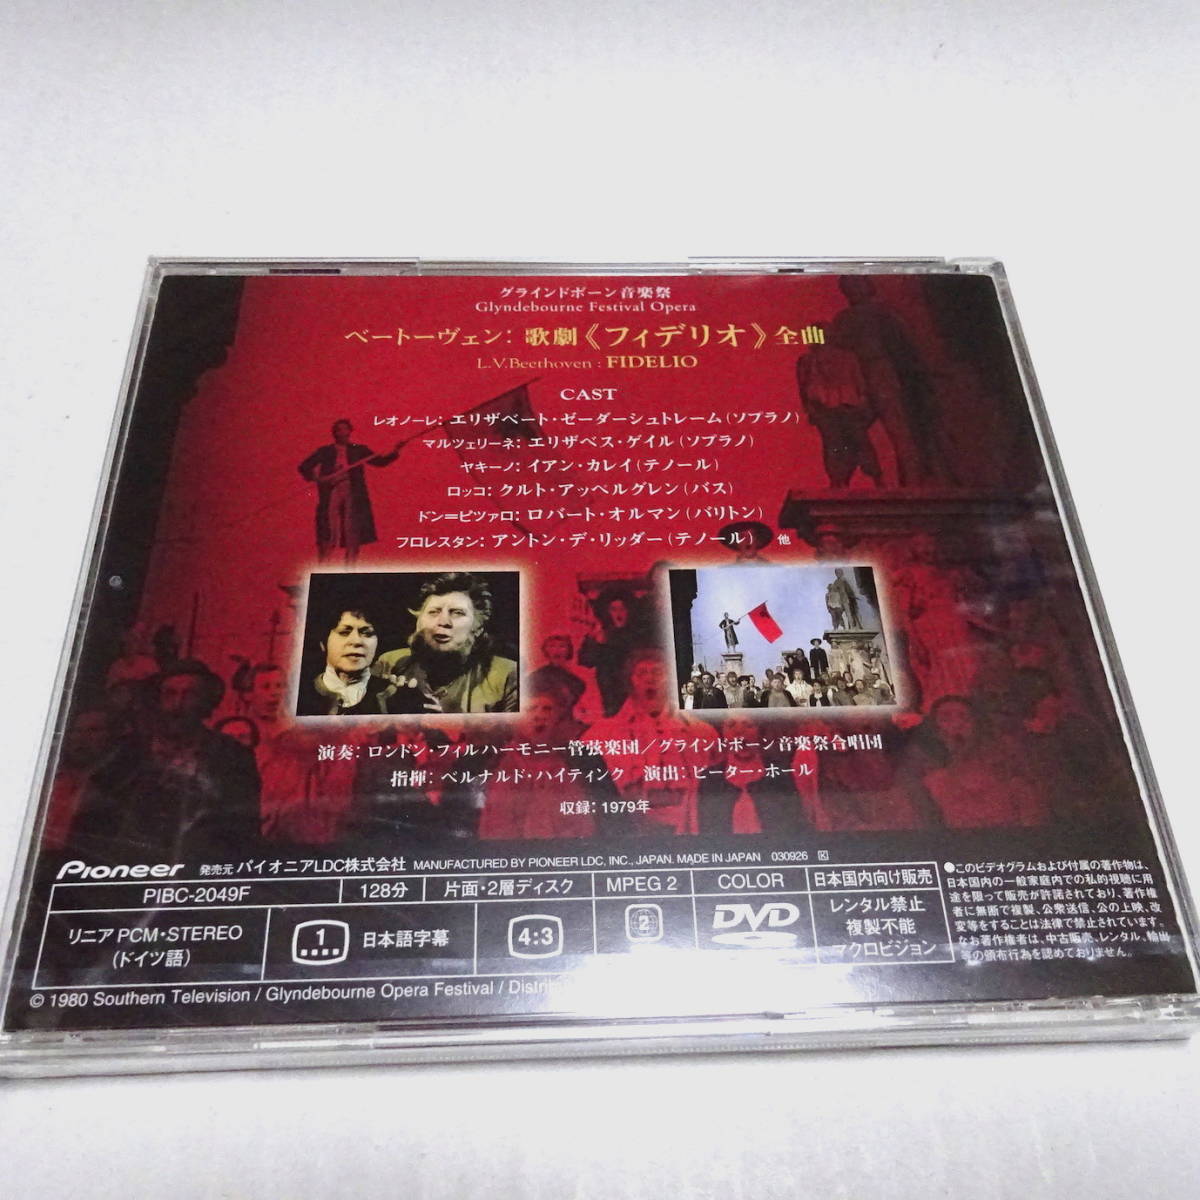 グラインドボーン音楽祭
Glyndebourne Festival Opera
ベートーヴェン：歌劇《フィデリオ》全曲
L.V.Beethoven : FIDELIO
CAST
レオノーレ：エリザベート・ゼーダーシュトレーム（ソプラノ）
マルツェリーネ：エリザベス・ゲイル（ソプラノ）
ヤキーノ：イアン・カレイ（テノール）
ロッコ：クルト・アッペルグレン（バス）
ドン＝ピツァロ：ロバート・オルマン（バリトン）
フロレスタン：アントン・デ・リッダー（テノール） 他
演奏：ロンドン・フィルハーモニー管弦楽団／グラインドボーン音楽祭合唱団
指揮：ベルナルド・ハイティンク 演出：ピーター・ホール
収録：1979年
Pioneer 発売元 パイオニアLDC株式会社 MANUFACTURED BY PIONEER LDC, INC., JAPAN. MADE IN JAPAN 030926 K
PIBC-2049F 128分 片面・2層ディスク MPEG 2 COLOR 日本国内向け販売
リニアPCM・STEREO
（ドイツ語）
1 日本語字幕
4:3
2
DVD
VIDEO
レンタル禁止
複製不能
マクロビジョン
●このビデオグラムおよび付属の著作物は、
日本国内の一般家庭内での私的視聴に用
途を限って販売が許諾されており、著作権
者に無断で複製、公衆送信、公の上映、改
変等をすることは法律で禁止されています。
なお著作権者は、中古販売、レンタル、輸出
等の頒布行為を認めておりません。
© 1980 Southern Television / Glyndebourne Opera Festival /